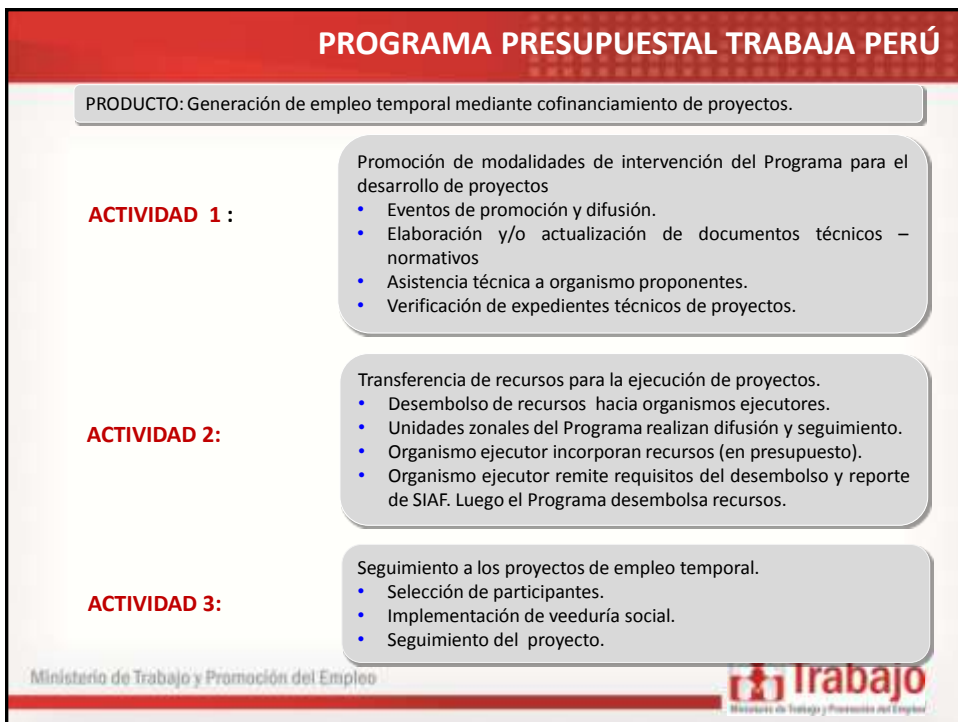 PROGRAMA PRESUPUESTAL TRABAJA PERÚ
PRODUCTO: Generación de empleo temporal mediante cofinanciamiento de proyectos.
ACTIVIDAD 1 :
Promoción de modalidades de intervención del Programa para el
desarrollo de proyectos
• Eventos de promoción y difusión.
• Elaboración y/o actualización de documentos técnicos –
normativos
• Asistencia técnica a organismo proponentes.
• Verificación de expedientes técnicos de proyectos.
ACTIVIDAD 2:
Transferencia de recursos para la ejecución de proyectos.
• Desembolso de recursos hacia organismos ejecutores.
• Unidades zonales del Programa realizan difusión y seguimiento.
• Organismo ejecutor incorporan recursos (en presupuesto).
• Organismo ejecutor remite requisitos del desembolso y reporte
de SIAF. Luego el Programa desembolsa recursos.
ACTIVIDAD 3:
Seguimiento a los proyectos de empleo temporal.
• Selección de participantes.
• Implementación de veeduría social.
• Seguimiento del proyecto.
Ministerio de Trabajo y Promoción del Empleo
Trabajo
Ministerio de Trabajo y Promoción del Empleo